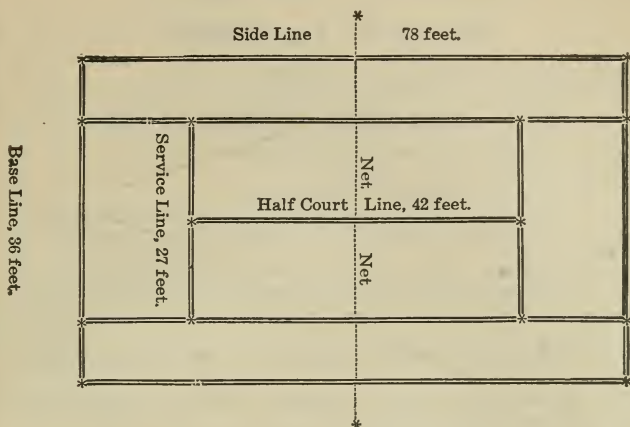 Side Line 78 feet.
Base Line, 36 feet.
Service Line, 27 feet.
Net
Half Court Line, 42 feet.
Net